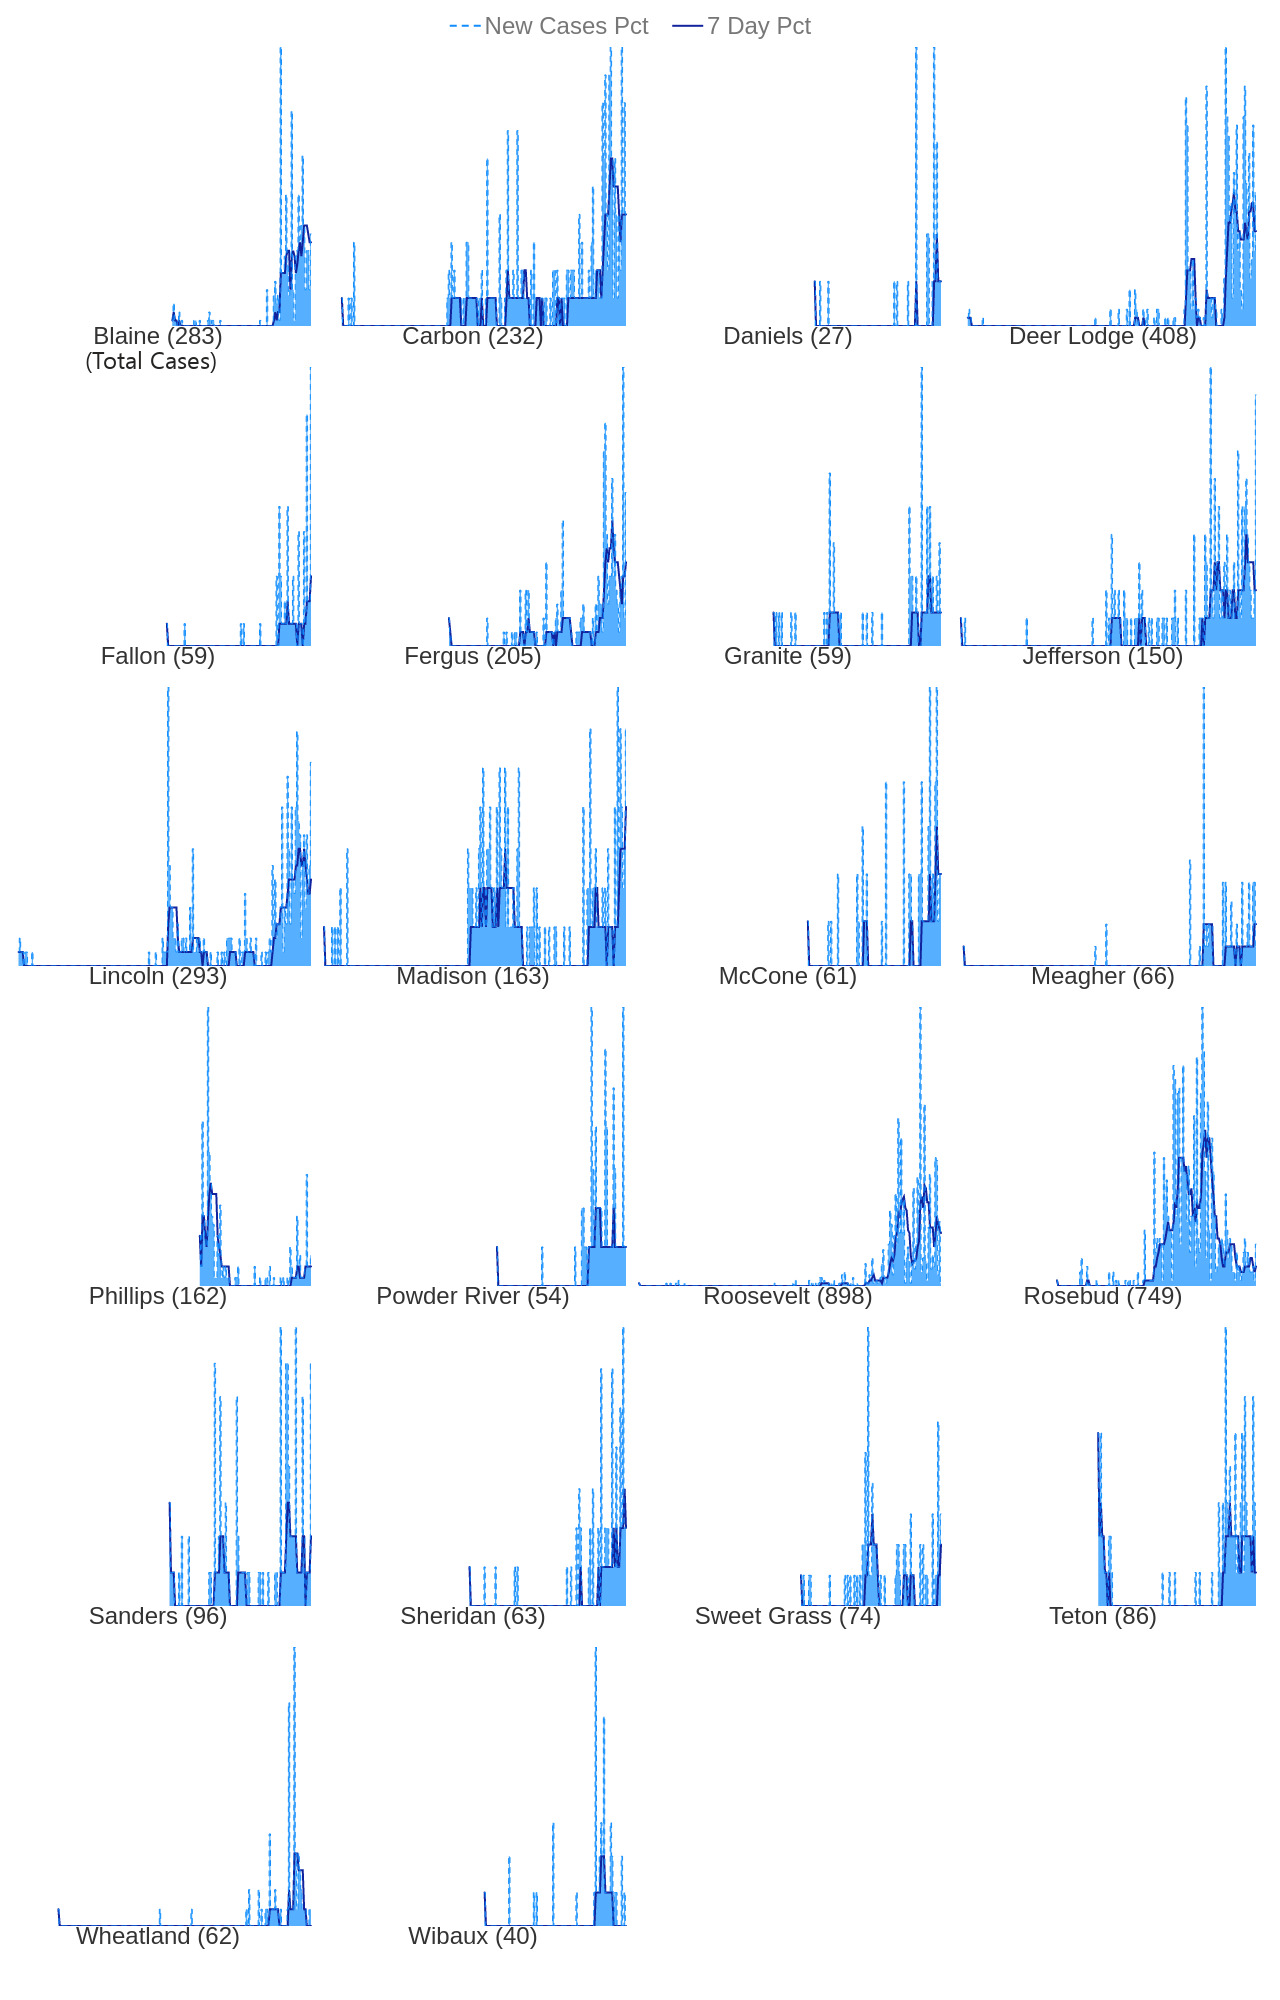 New Cases Pct 7 Day Pct
Blaine (283) Carbon (232) Daniels (27) Deer Lodge (408)
(Total Cases)
Fallon (59) Fergus (205) Granite (59) Jefferson (150)
Lincoln (293) Madison (163) McCone (61) Meagher (66)
Phillips (162) Powder River (54) Roosevelt (898) Rosebud (749)
Sanders (96) Sheridan (63) Sweet Grass (74) Teton (86)
Wheatland (62) Wibaux (40)